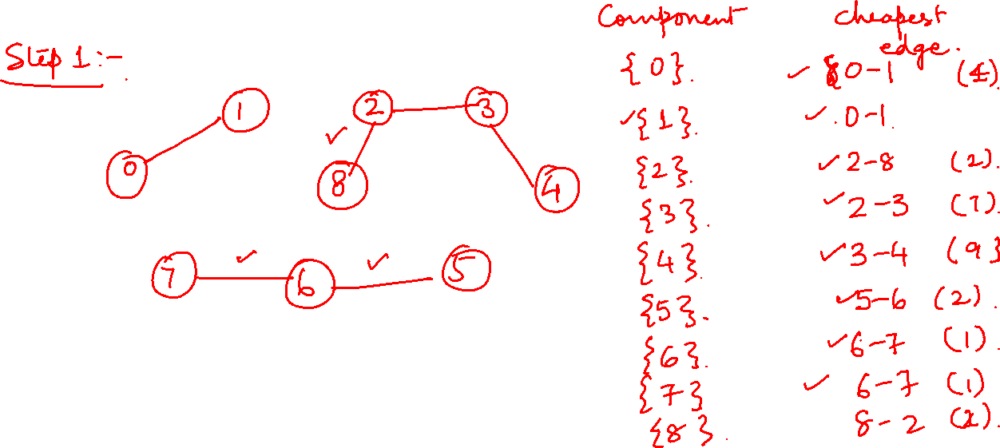 Component cheapest edge.
Step 1:-
{0}. ✓ 0-1 (4).
1
✓{1}. ✓ .0-1.
2 3
{2}. ✓2-8 (2).
0
8 4
{3}. ✓2-3 (7).
{4}. ✓3-4 (9}
7 ✓ 6 ✓ 5
{5}. ✓5-6 (2).
{6}. ✓6-7 (1).
{7} ✓ 6-7 (1)
{8}. 8-2 (2).